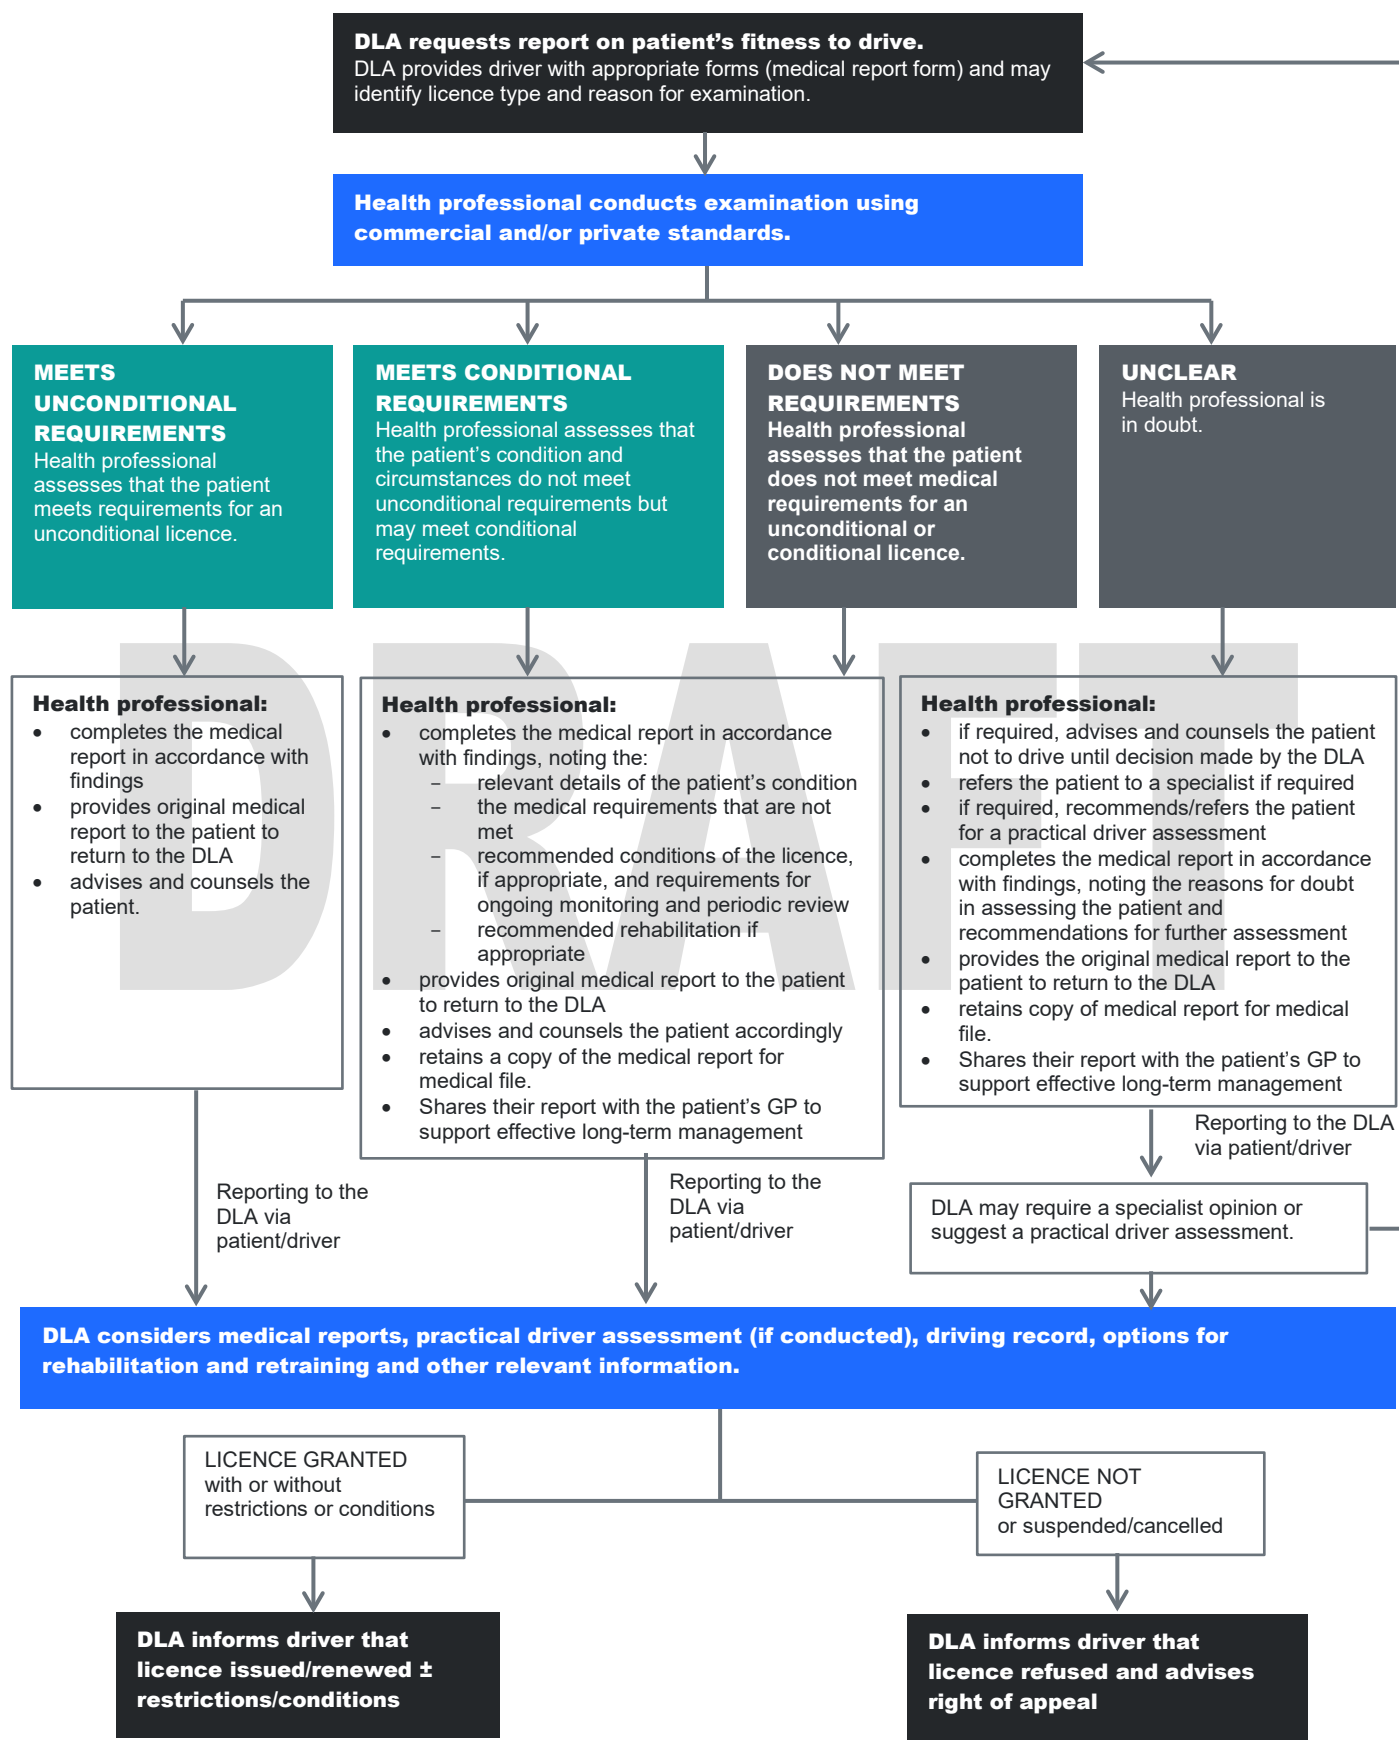 DLA requests report on patient’s fitness to drive.
DLA provides driver with appropriate forms (medical report form) and may
identify licence type and reason for examination.
Health professional conducts examination using
commercial and/or private standards.
MEETS
UNCONDITIONAL
REQUIREMENTS
Health professional
assesses that the patient
meets requirements for an
unconditional licence.
MEETS CONDITIONAL
REQUIREMENTS
Health professional assesses that
the patient’s condition and
circumstances do not meet
unconditional requirements but
may meet conditional
requirements.
DOES NOT MEET
REQUIREMENTS
Health professional
assesses that the patient
does not meet medical
requirements for an
unconditional or
conditional licence.
UNCLEAR
Health professional is
in doubt.
DRAFT
Health professional:
• completes the medical
report in accordance with
findings
• provides original medical
report to the patient to
return to the DLA
• advises and counsels the
patient.
Health professional:
• completes the medical report in accordance
with findings, noting the:
– relevant details of the patient’s condition
– the medical requirements that are not
met
– recommended conditions of the licence,
if appropriate, and requirements for
ongoing monitoring and periodic review
– recommended rehabilitation if
appropriate
• provides original medical report to the patient
to return to the DLA
• advises and counsels the patient accordingly
• retains a copy of the medical report for
medical file.
• Shares their report with the patient’s GP to
support effective long-term management
Health professional:
• if required, advises and counsels the patient
not to drive until decision made by the DLA
• refers the patient to a specialist if required
• if required, recommends/refers the patient
for a practical driver assessment
• completes the medical report in accordance
with findings, noting the reasons for doubt
in assessing the patient and
recommendations for further assessment
• provides the original medical report to the
patient to return to the DLA
• retains copy of medical report for medical
file.
• Shares their report with the patient’s GP to
support effective long-term management
Reporting to the
DLA via
patient/driver
Reporting to the
DLA via
patient/driver
Reporting to the DLA
via patient/driver
DLA may require a specialist opinion or
suggest a practical driver assessment.
DLA considers medical reports, practical driver assessment (if conducted), driving record, options for
rehabilitation and retraining and other relevant information.
LICENCE GRANTED
with or without
restrictions or conditions
LICENCE NOT
GRANTED
or suspended/cancelled
DLA informs driver that
licence issued/renewed ±
restrictions/conditions
DLA informs driver that
licence refused and advises
right of appeal